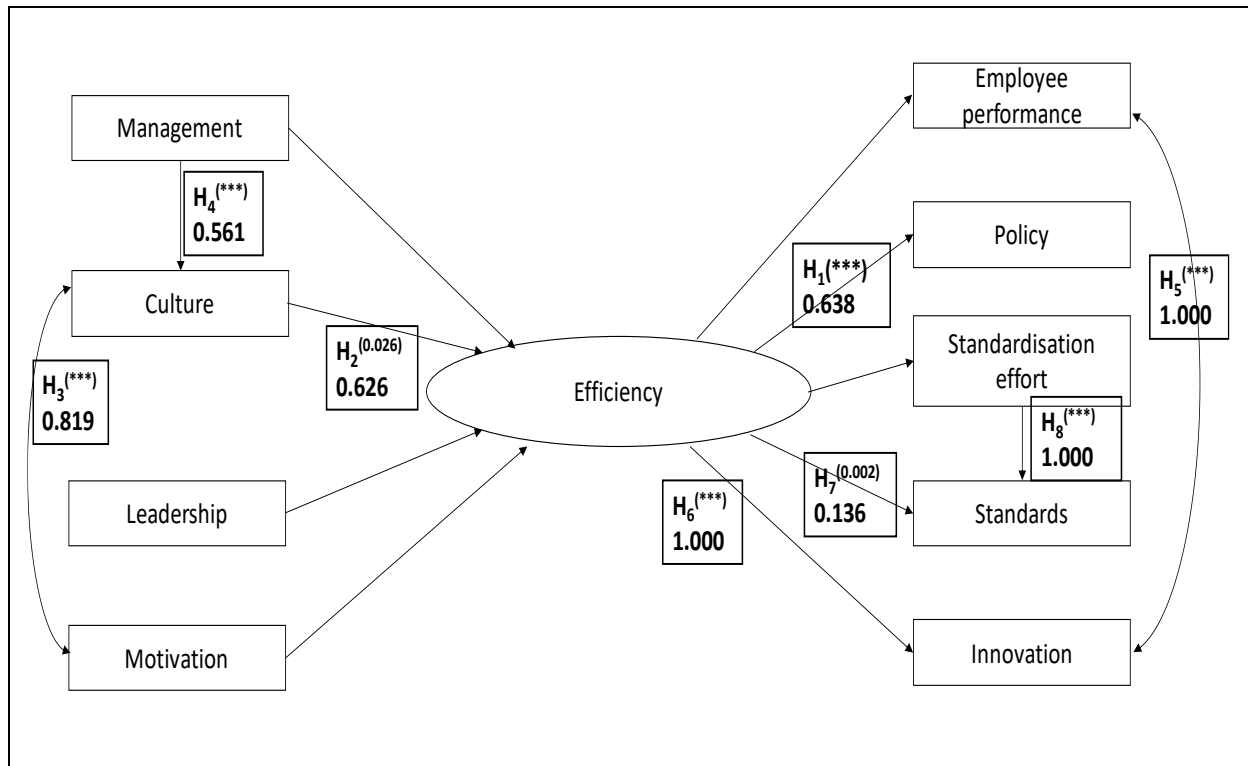 Employee
performance
Management
H₄(***)
0.561
Policy
H₁(***)
0.638
H₅(***)
1.000
Culture
H₂(0.026)
0.626
Standardisation
effort
H₃(***)
0.819
Efficiency
H₈(***)
1.000
H₇(0.002)
0.136
H₆(***)
1.000
Leadership
Standards
Motivation
Innovation